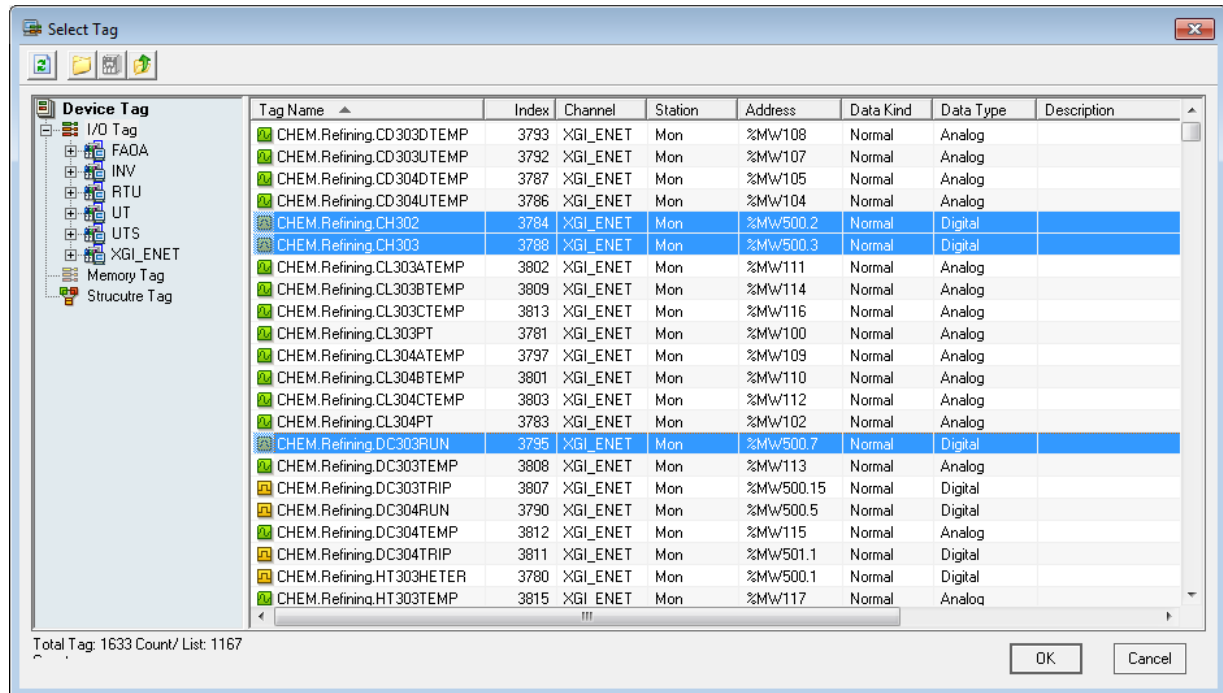 Select Tag
Device Tag
I/O Tag
FAOA
INV
RTU
UT
UTS
XGI_ENET
Memory Tag
Strucutre Tag
Tag Name Index Channel Station Address Data Kind Data Type Description
CHEM.Refining.CD303DTEMP 3793 XGI_ENET Mon %MW108 Normal Analog
CHEM.Refining.CD303UTEMP 3792 XGI_ENET Mon %MW107 Normal Analog
CHEM.Refining.CD304DTEMP 3787 XGI_ENET Mon %MW105 Normal Analog
CHEM.Refining.CD304UTEMP 3786 XGI_ENET Mon %MW104 Normal Analog
CHEM.Refining.CH302 3784 XGI_ENET Mon %MW500.2 Normal Digital
CHEM.Refining.CH303 3788 XGI_ENET Mon %MW500.3 Normal Digital
CHEM.Refining.CL303ATEMP 3802 XGI_ENET Mon %MW111 Normal Analog
CHEM.Refining.CL303BTEMP 3809 XGI_ENET Mon %MW114 Normal Analog
CHEM.Refining.CL303CTEMP 3813 XGI_ENET Mon %MW116 Normal Analog
CHEM.Refining.CL303PT 3781 XGI_ENET Mon %MW100 Normal Analog
CHEM.Refining.CL304ATEMP 3797 XGI_ENET Mon %MW109 Normal Analog
CHEM.Refining.CL304BTEMP 3801 XGI_ENET Mon %MW110 Normal Analog
CHEM.Refining.CL304CTEMP 3803 XGI_ENET Mon %MW112 Normal Analog
CHEM.Refining.CL304PT 3783 XGI_ENET Mon %MW102 Normal Analog
CHEM.Refining.DC303RUN 3795 XGI_ENET Mon %MW500.7 Normal Digital
CHEM.Refining.DC303TEMP 3808 XGI_ENET Mon %MW113 Normal Analog
CHEM.Refining.DC303TRIP 3807 XGI_ENET Mon %MW500.15 Normal Digital
CHEM.Refining.DC304RUN 3790 XGI_ENET Mon %MW500.5 Normal Digital
CHEM.Refining.DC304TEMP 3812 XGI_ENET Mon %MW115 Normal Analog
CHEM.Refining.DC304TRIP 3811 XGI_ENET Mon %MW501.1 Normal Digital
CHEM.Refining.HT303HETER 3780 XGI_ENET Mon %MW500.1 Normal Digital
CHEM.Refining.HT303TEMP 3815 XGI_ENET Mon %MW117 Normal Analog
Total Tag: 1633 Count/ List: 1167
OK Cancel